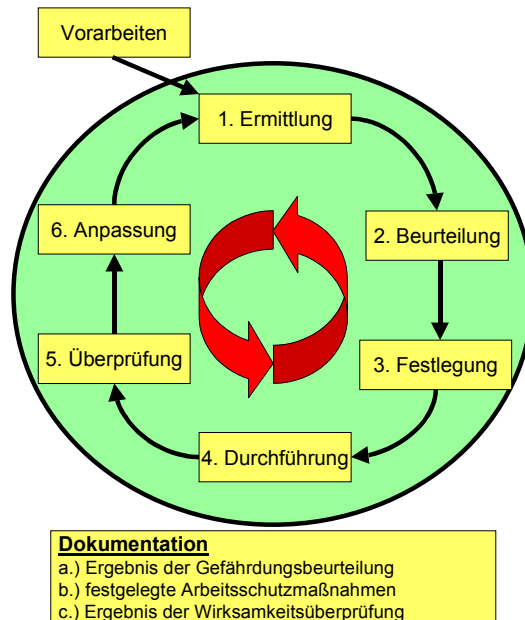 Vorarbeiten
1. Ermittlung
2. Beurteilung
3. Festlegung
4. Durchführung
5. Überprüfung
6. Anpassung
Dokumentation
a.) Ergebnis der Gefährdungsbeurteilung
b.) festgelegte Arbeitsschutzmaßnahmen
c.) Ergebnis der Wirksamkeitsüberprüfung